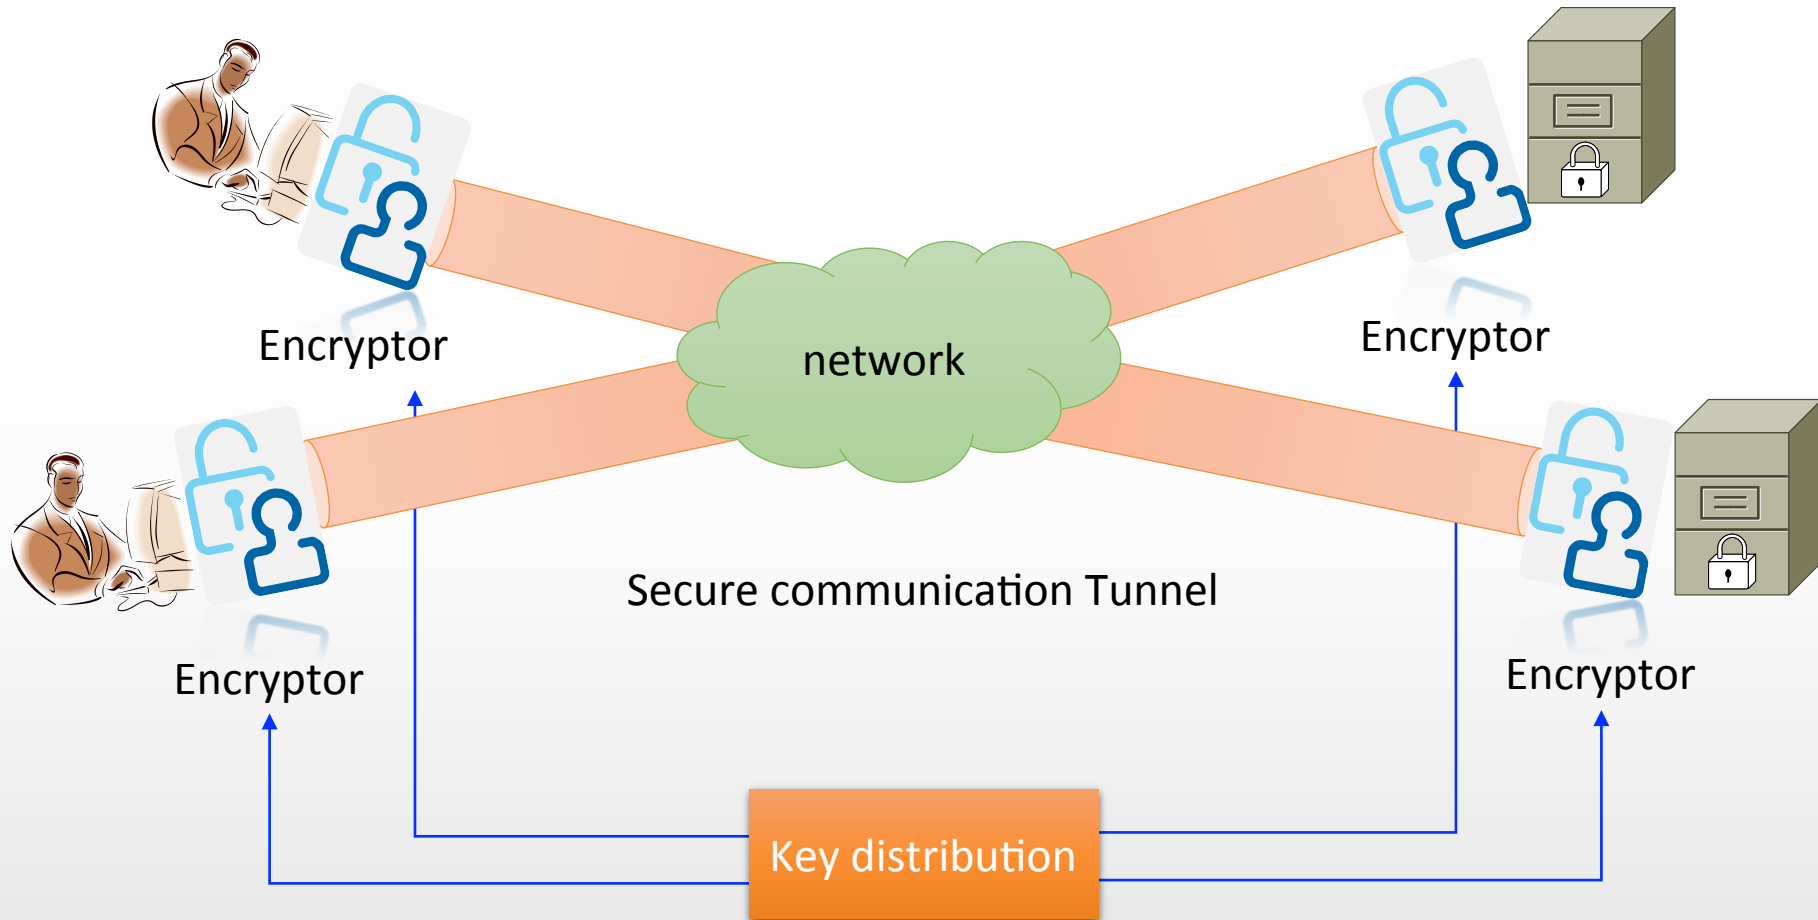 Encryptor
Encryptor
network
Secure communication Tunnel
Encryptor
Encryptor
Key distribution